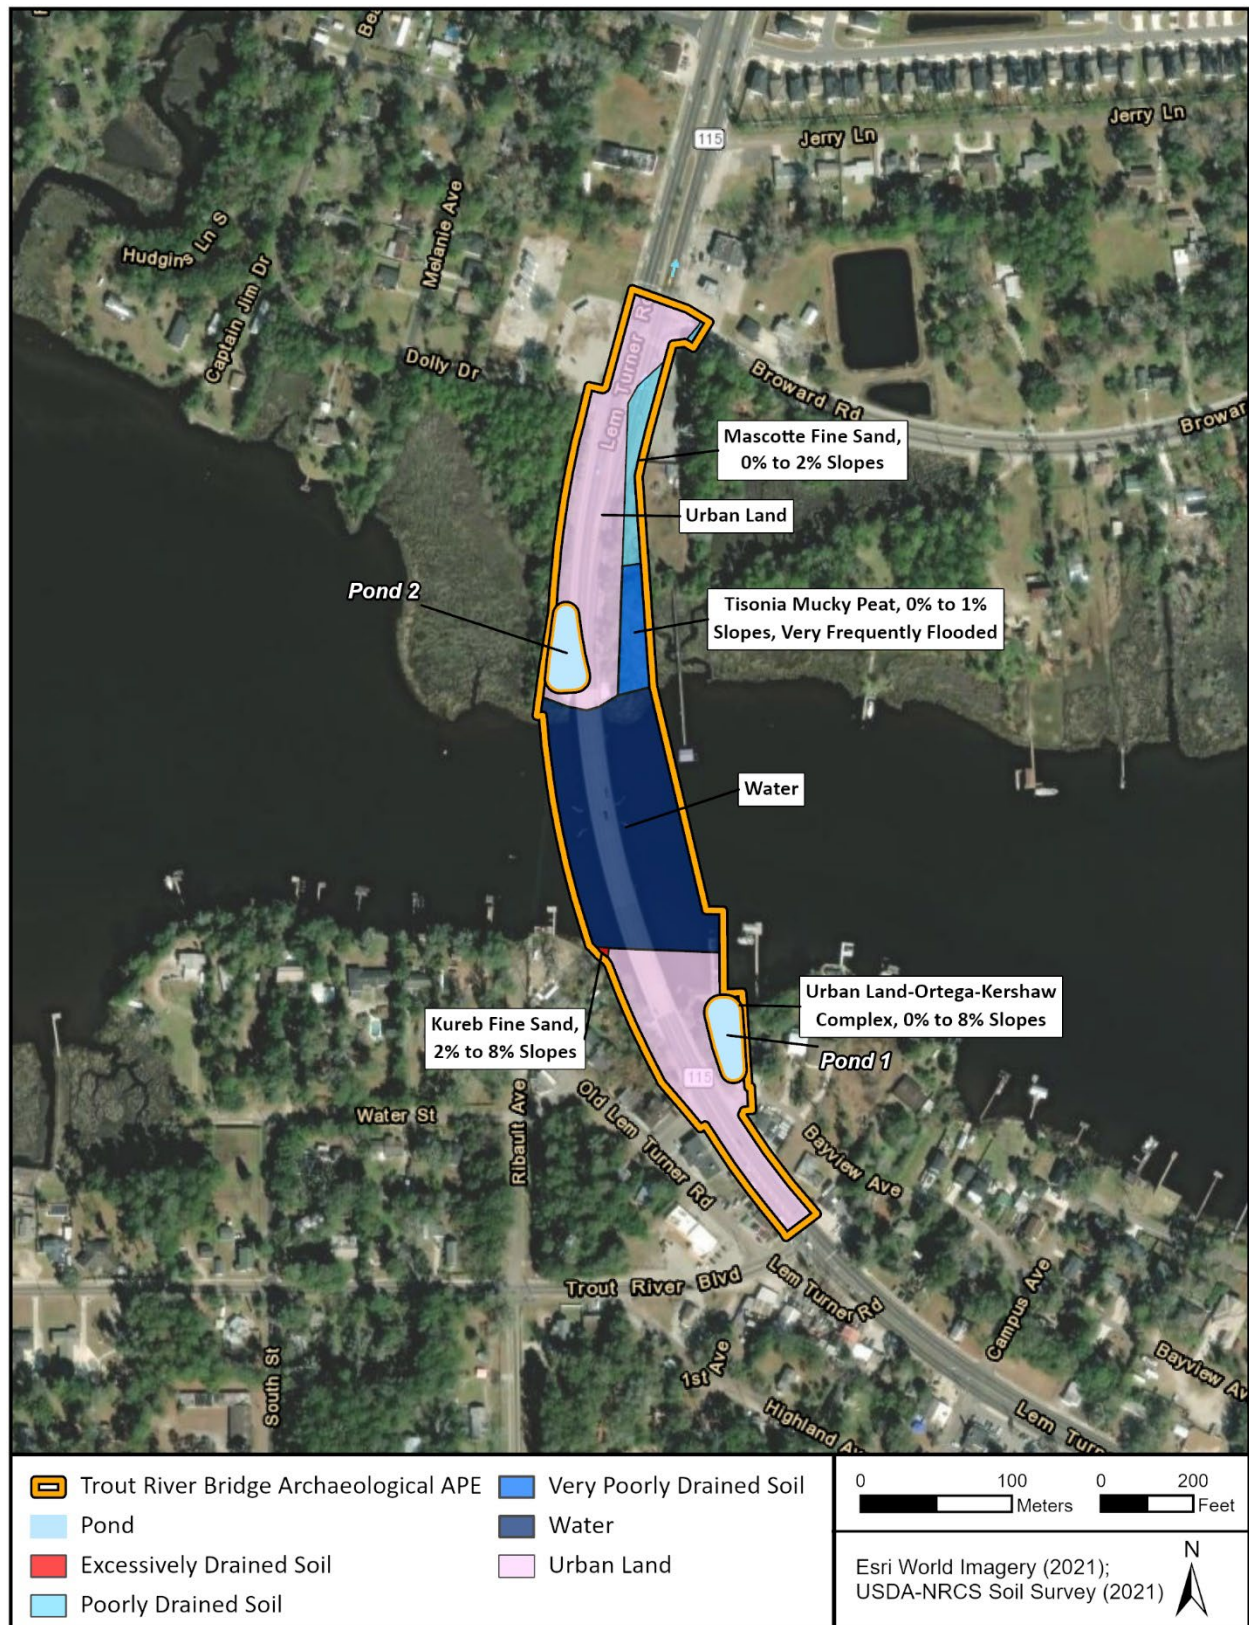 Be
115
Jerry Ln
Jerry Ln
Melanie Ave
Hudgins Ln S
Captain Jim Dr
Dolly Dr
Lem Turner R
Broward Rd
Browar
Mascotte Fine Sand,
0% to 2% Slopes
Urban Land
Pond 2
Tisonia Mucky Peat, 0% to 1%
Slopes, Very Frequently Flooded
Water
Urban Land-Ortega-Kershaw
Complex, 0% to 8% Slopes
Kureb Fine Sand,
2% to 8% Slopes
Pond 1
115
Water St
Ribault Ave
Old Lem Turner Rd
Bayview Ave
Trout River Blvd
Lem Turner Rd
Campus Ave
1st Ave
South St
Bayview Av
Highland Av
Lem Turn
Trout River Bridge Archaeological APE
Pond
Excessively Drained Soil
Poorly Drained Soil
Very Poorly Drained Soil
Water
Urban Land
0 100
Meters
0 200
Feet
Esri World Imagery (2021);
USDA-NRCS Soil Survey (2021)
N